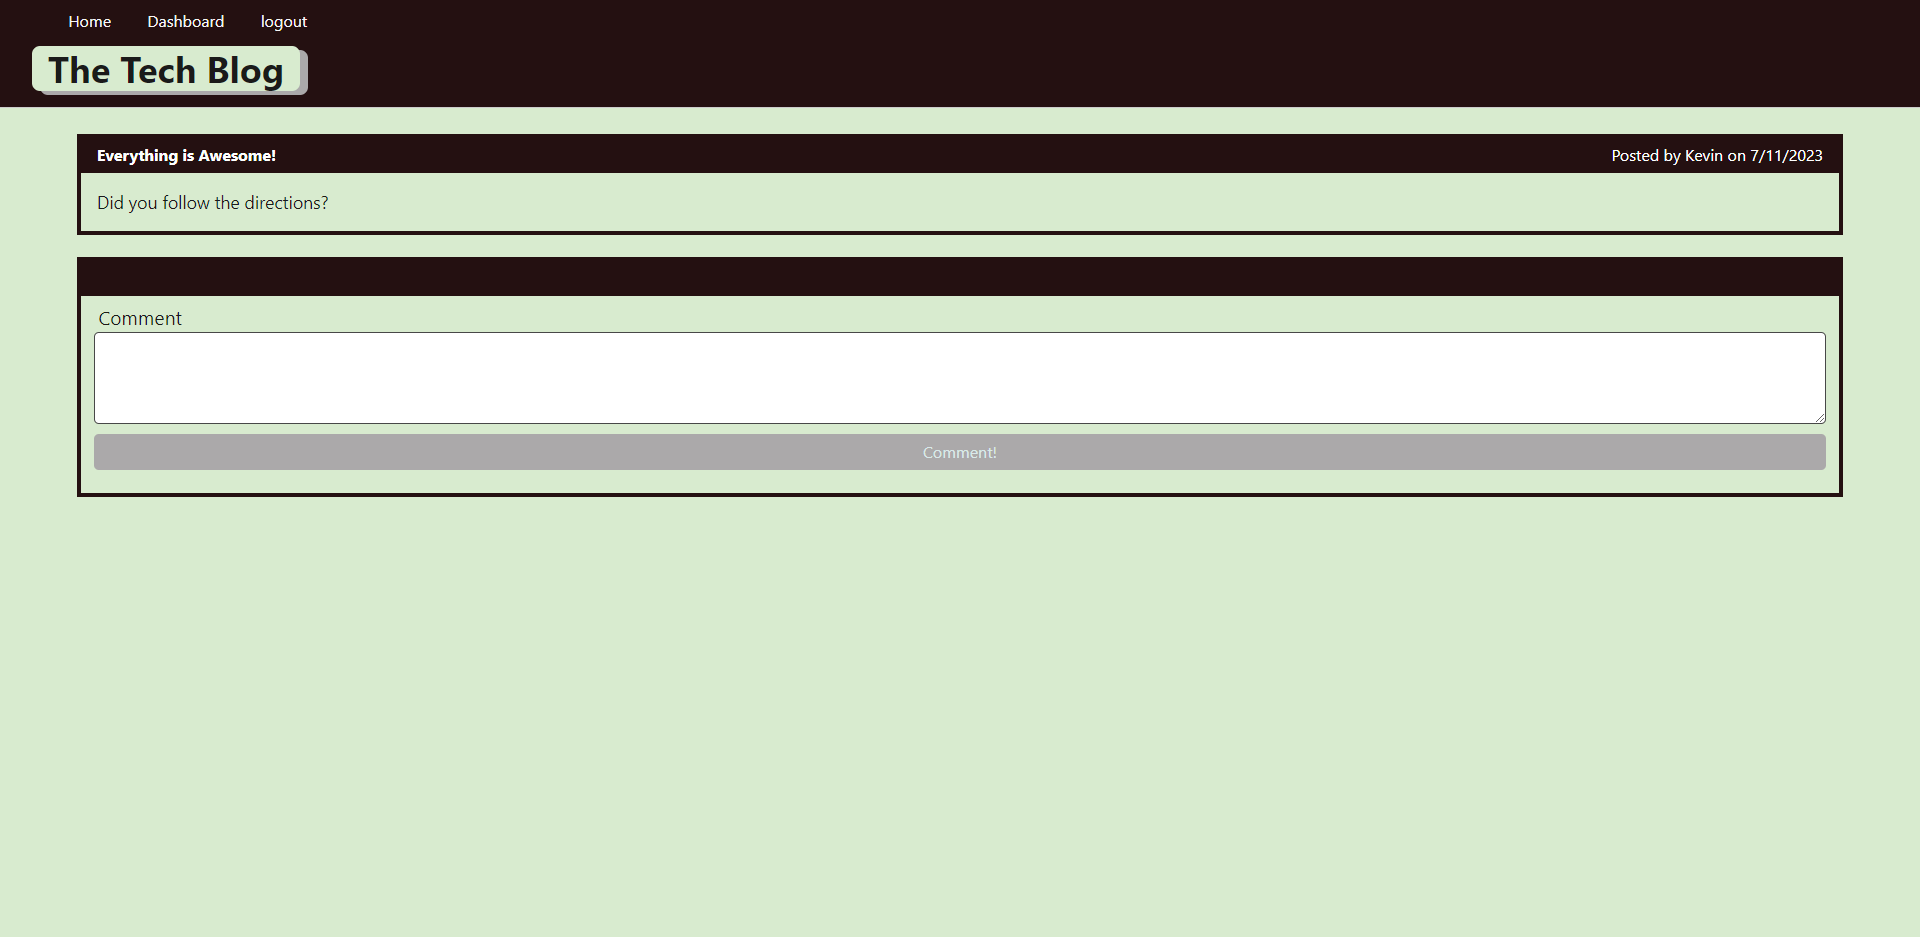 Home Dashboard logout
The Tech Blog
Everything is Awesome! Posted by Kevin on 7/11/2023
Did you follow the directions?
Comment
Comment!